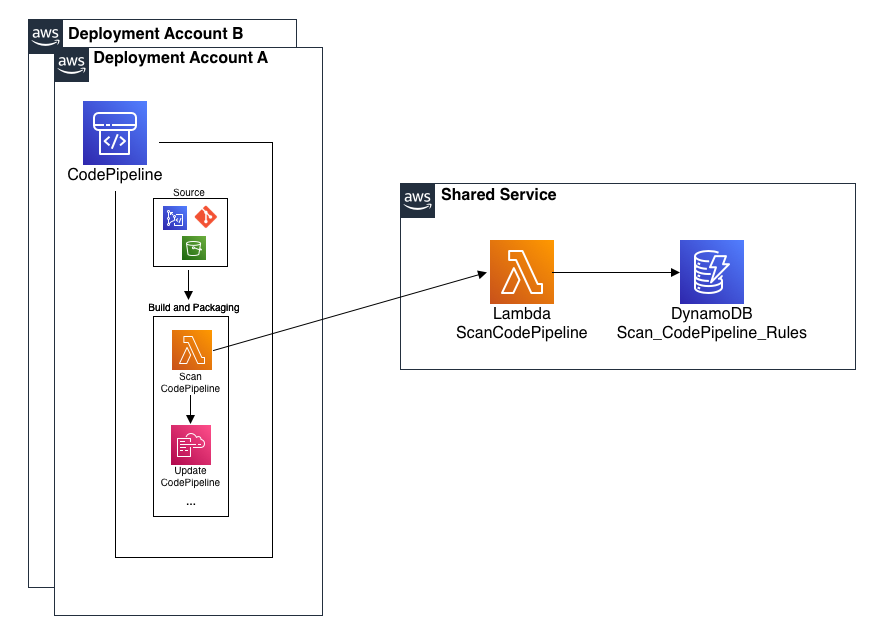 aws Deployment Account B
aws Deployment Account A
CodePipeline
Source
Build and Packaging
Scan
CodePipeline
Update
CodePipeline
...
aws Shared Service
Lambda
ScanCodePipeline
DynamoDB
Scan_CodePipeline_Rules